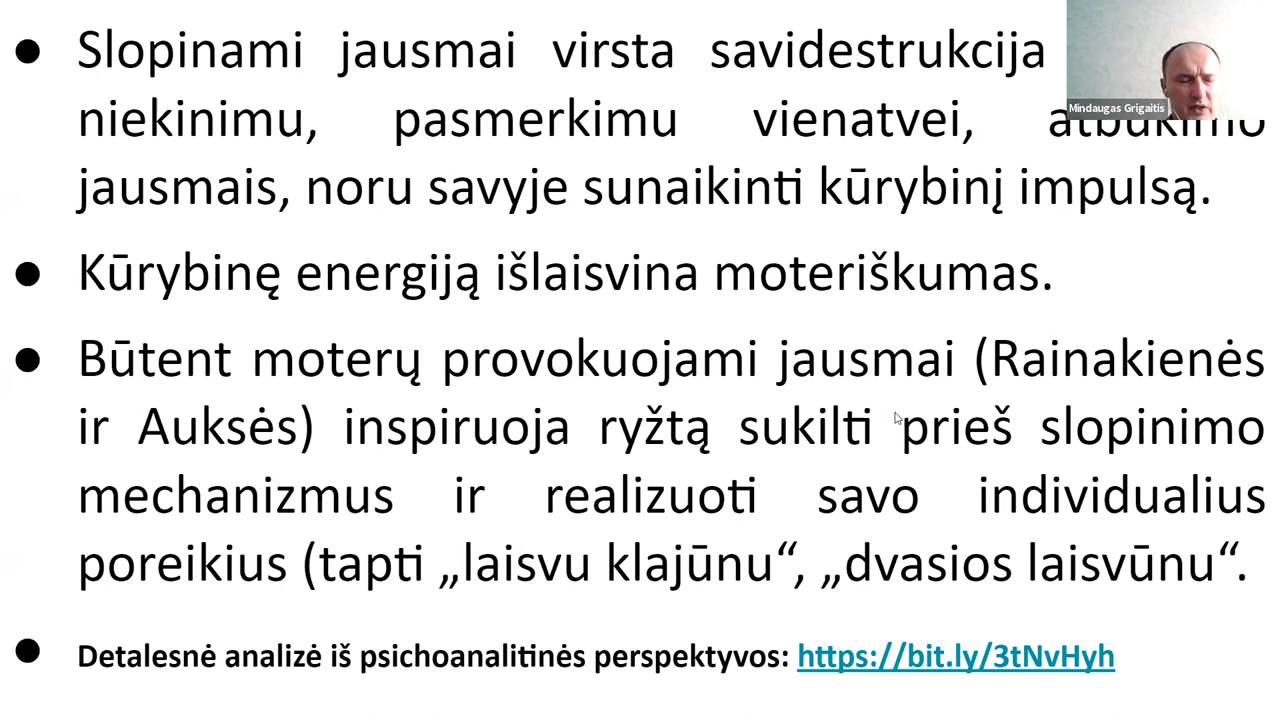 ● Slopinami jausmai virsta savidestrukcija
niekinimu, pasmerkimu vienatvei, atbukimo
jausmais, noru savyje sunaikinti kūrybinį impulsą.
● Kūrybinę energiją išlaisvina moteriškumas.
● Būtent moterų provokuojami jausmai (Rainakienės
ir Auksės) inspiruoja ryžtą sukilti prieš slopinimo
mechanizmus ir realizuoti savo individualius
poreikius (tapti „laisvu klajūnu“, „dvasios laisvūnu“.
● Detalesnė analizė iš psichoanalitinės perspektyvos: https://bit.ly/3tNvHyh
Mindaugas Grigaitis